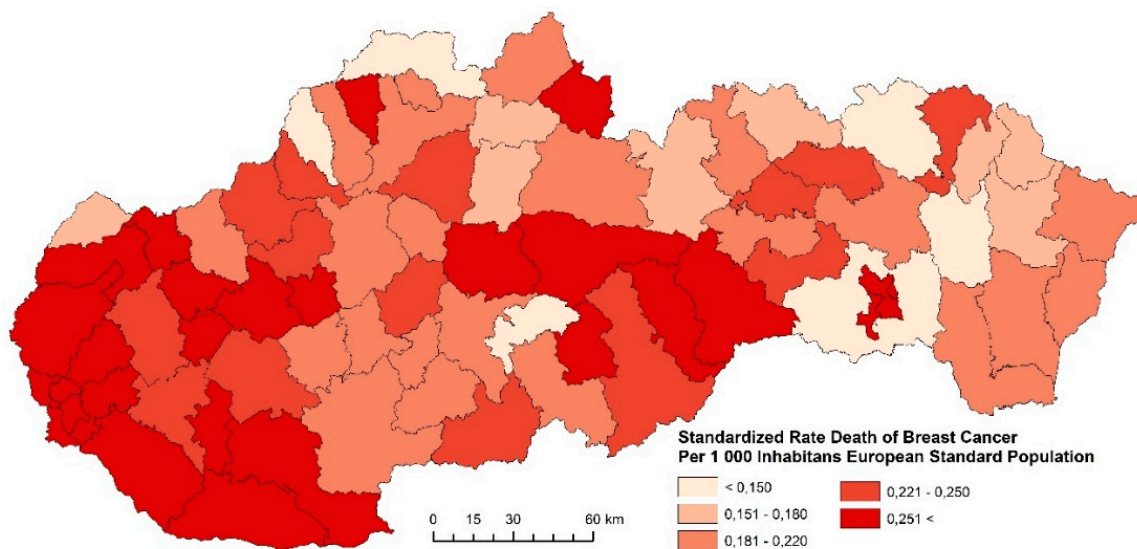 Standardized Rate Death of Breast Cancer
Per 1 000 Inhabitans European Standard Population
< 0,150
0,151 - 0,180
0,181 - 0,220
0,221 - 0,250
0,251 <
0 15 30 60 km